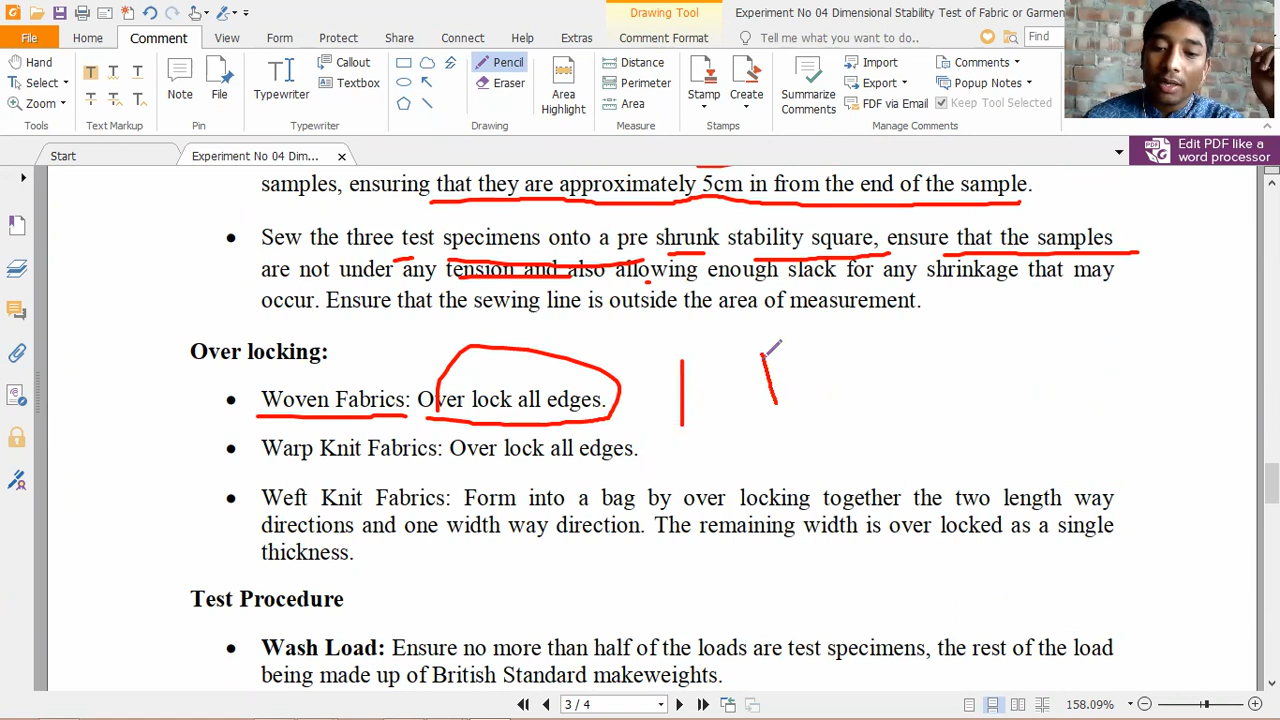 Drawing Tool
Experiment No 04 Dimensional Stability Test of Fabric or Garmen
File
Home
Comment
View
Form
Protect
Share
Connect
Help
Extras
Comment Format
Tell me what you want to do...
Find
Hand
Select
Zoom
Tools
Text Markup
Note
File
Pin
Typewriter
Callout
Textbox
Typewriter
Pencil
Eraser
Drawing
Area Highlight
Distance
Perimeter
Area
Measure
Stamp
Create
Stamps
Summarize Comments
Import
Export
FDF via Email
Comments
Popup Notes
Keep Tool Selected
Manage Comments
Start
Experiment No 04 Dim...
Edit PDF like a
word processor
samples, ensuring that they are approximately 5cm in from the end of the sample.
Sew the three test specimens onto a pre shrunk stability square, ensure that the samples
are not under any tension and also allowing enough slack for any shrinkage that may
occur. Ensure that the sewing line is outside the area of measurement.
Over locking:
Woven Fabrics: Over lock all edges.
Warp Knit Fabrics: Over lock all edges.
Weft Knit Fabrics: Form into a bag by over locking together the two length way
directions and one width way direction. The remaining width is over locked as a single
thickness.
Test Procedure
Wash Load: Ensure no more than half of the loads are test specimens, the rest of the load
being made up of British Standard makeweights.
3 / 4
158.09%